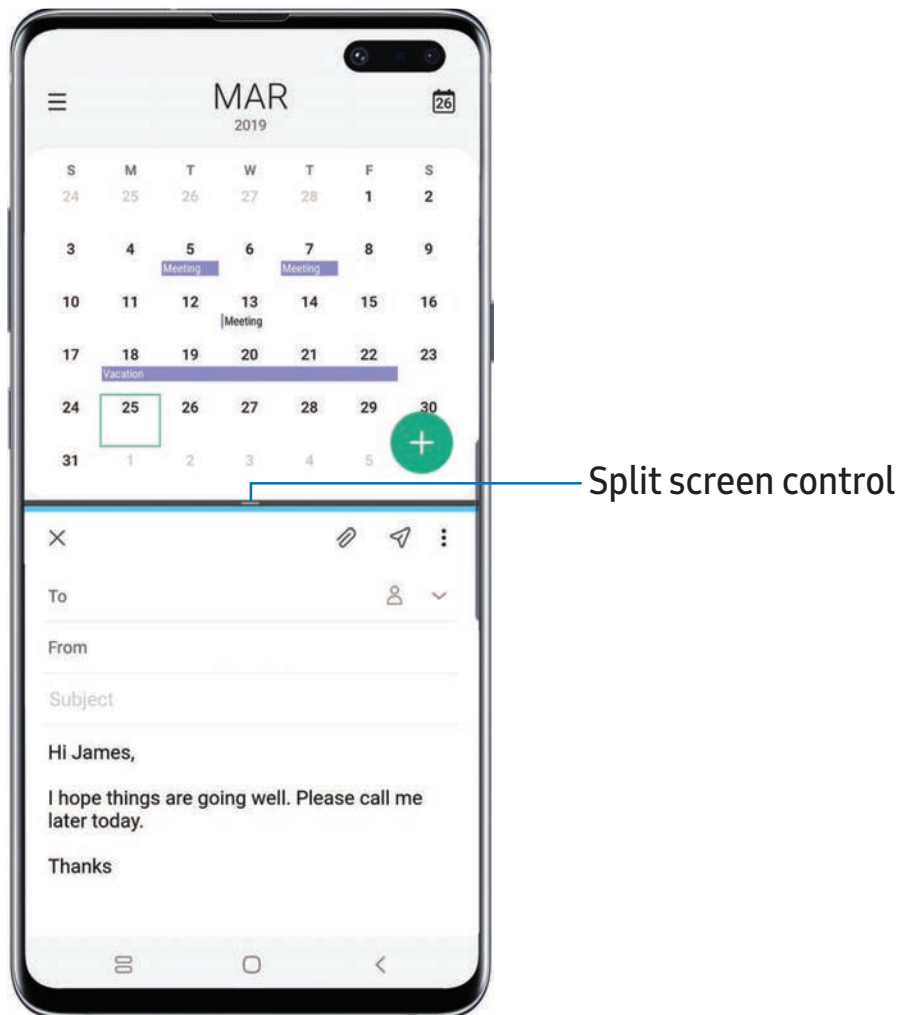 MAR
26
2019
S M T W T F S
24 25 26 27 28 1 2
3 4 5 6 7 8 9
Meeting Meeting
10 11 12 13 14 15 16
Meeting
17 18 19 20 21 22 23
Vacation
24 25 26 27 28 29 30
31 1 2 3 4 5
Split screen control
To
From
Subject
Hi James,
I hope things are going well. Please call me
later today.
Thanks